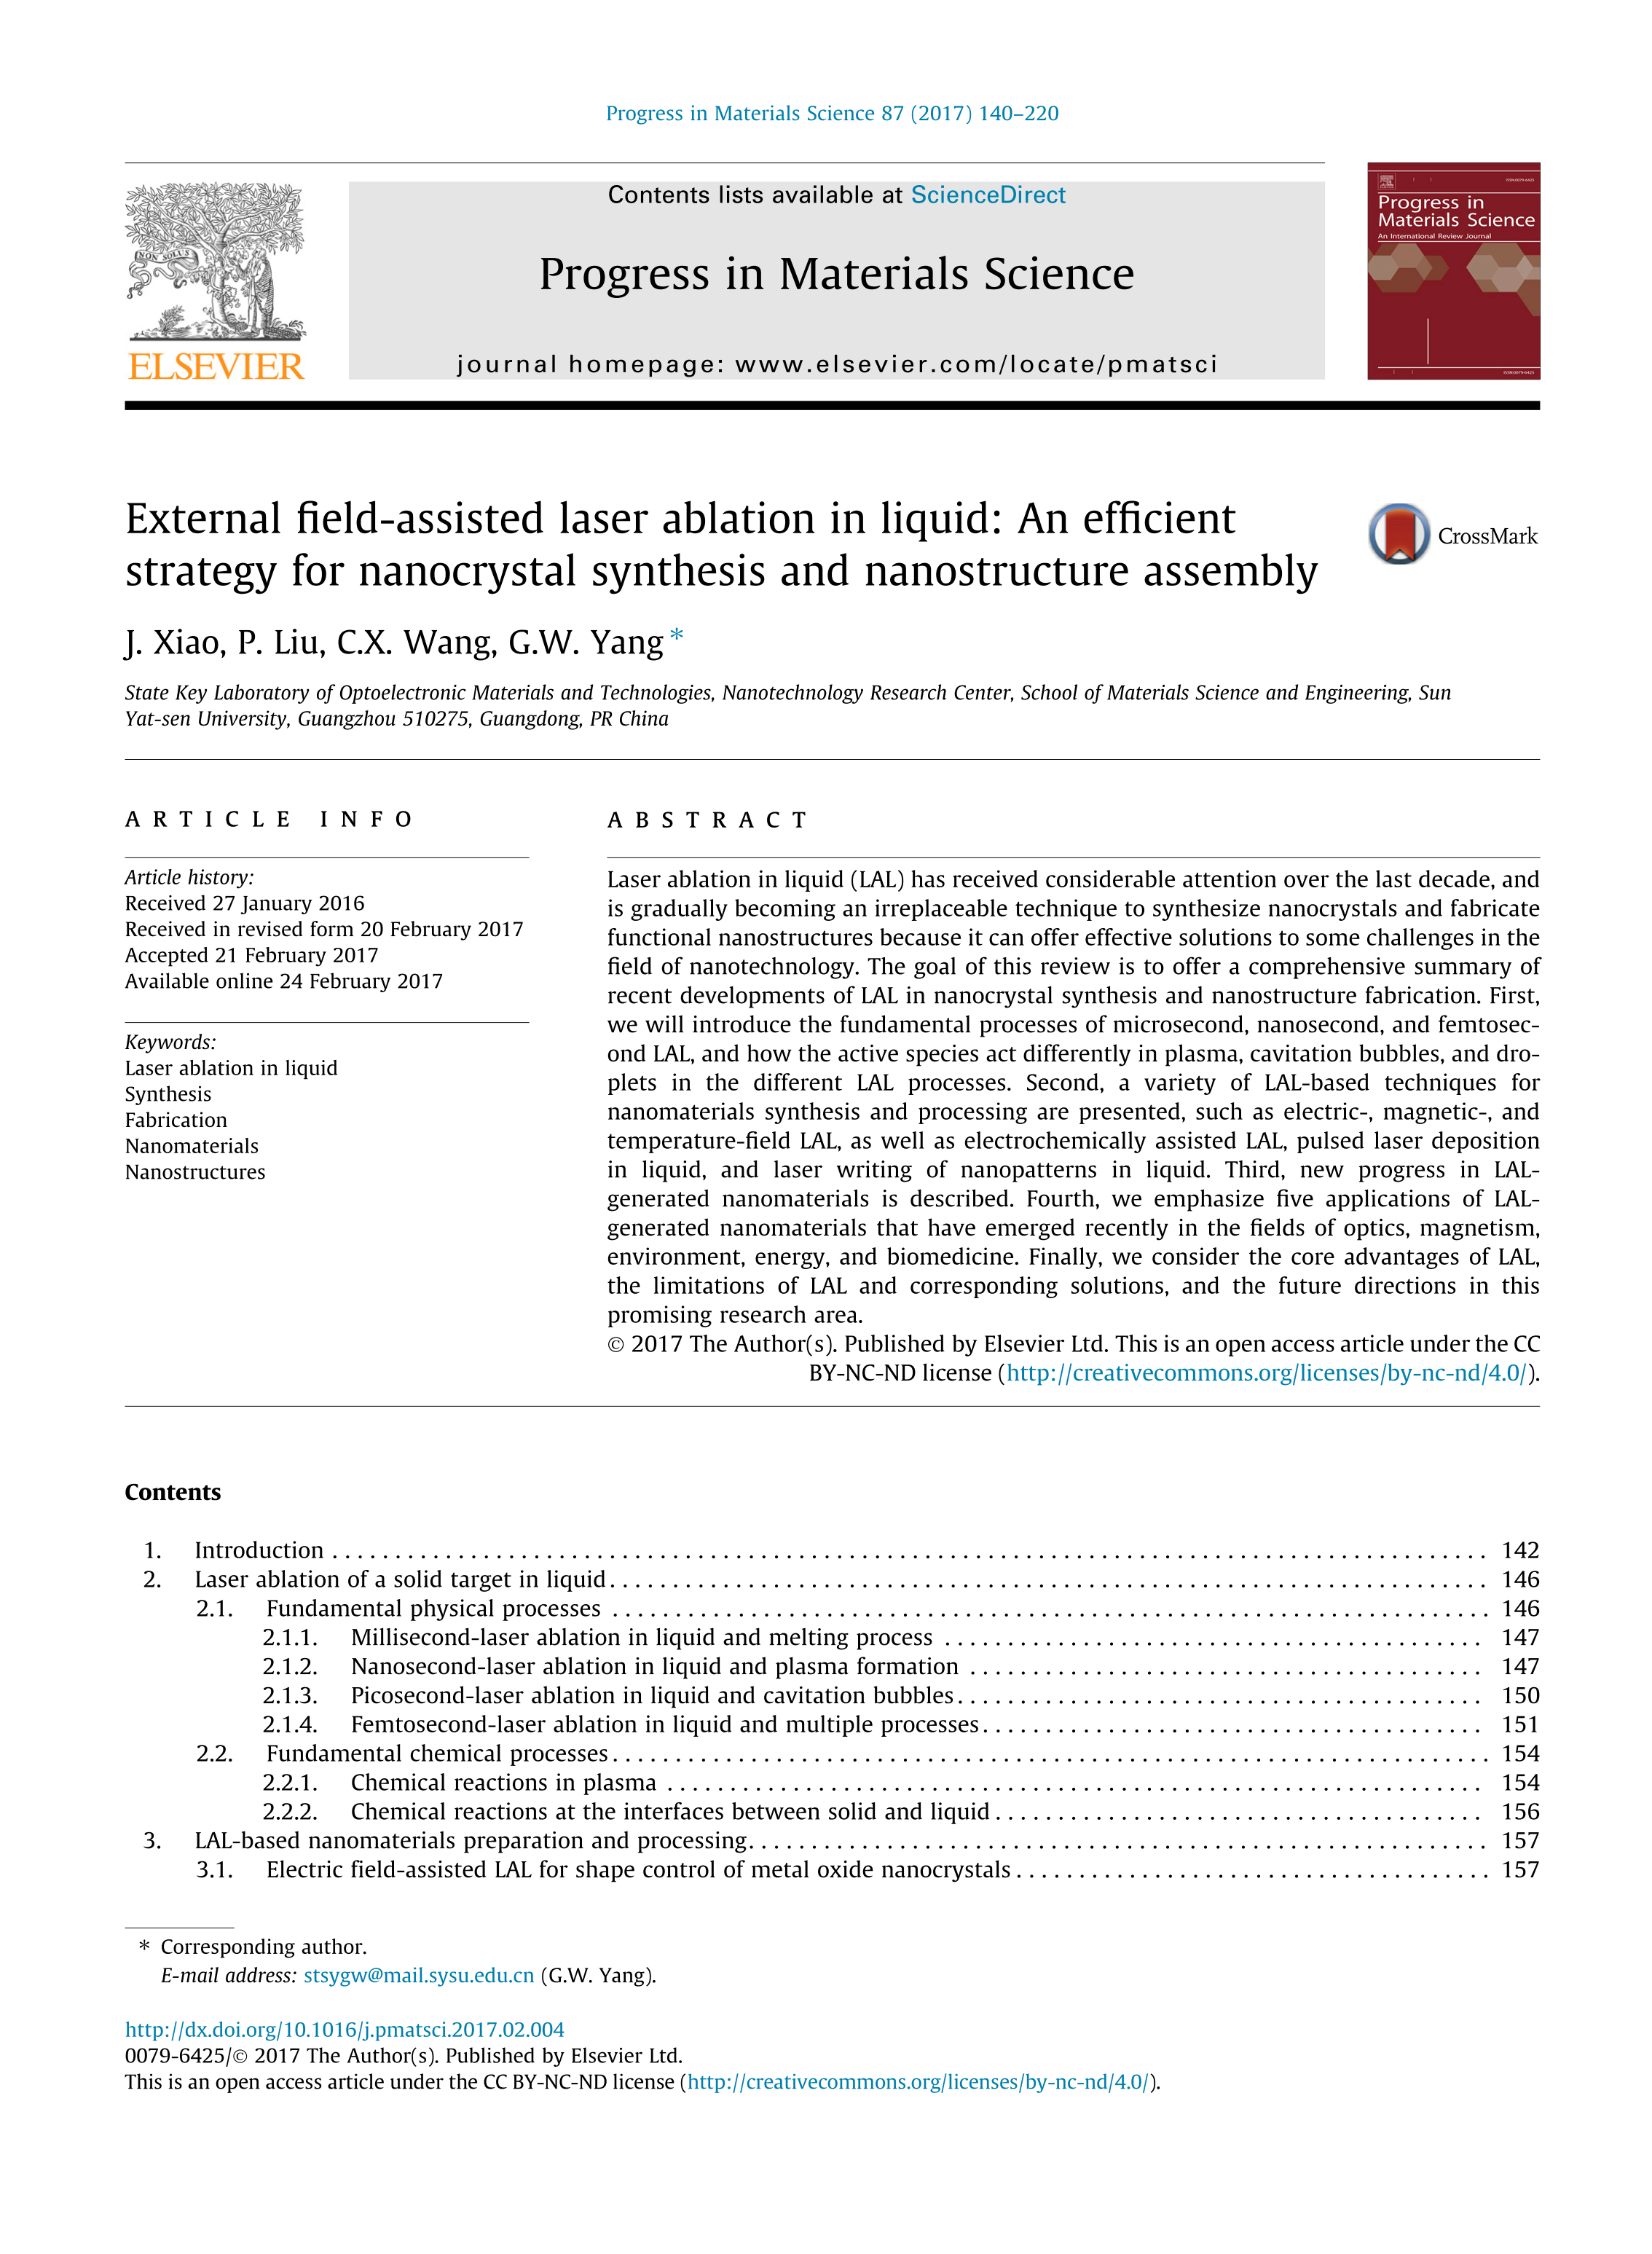 Progress in Materials Science 87 (2017) 140–220
Contents lists available at ScienceDirect
Progress in Materials Science
journal homepage: www.elsevier.com/locate/pmatsci
NON SOLUS
ELSEVIER
ISSN 0079-6425
Progress in
Materials Science
An International Review Journal
ISSN 0079-6425
External field-assisted laser ablation in liquid: An efficient
strategy for nanocrystal synthesis and nanostructure assembly
CrossMark
J. Xiao, P. Liu, C.X. Wang, G.W. Yang *
State Key Laboratory of Optoelectronic Materials and Technologies, Nanotechnology Research Center, School of Materials Science and Engineering, Sun
Yat-sen University, Guangzhou 510275, Guangdong, PR China
ARTICLE INFO
Article history:
Received 27 January 2016
Received in revised form 20 February 2017
Accepted 21 February 2017
Available online 24 February 2017
Keywords:
Laser ablation in liquid
Synthesis
Fabrication
Nanomaterials
Nanostructures
ABSTRACT
Laser ablation in liquid (LAL) has received considerable attention over the last decade, and
is gradually becoming an irreplaceable technique to synthesize nanocrystals and fabricate
functional nanostructures because it can offer effective solutions to some challenges in the
field of nanotechnology. The goal of this review is to offer a comprehensive summary of
recent developments of LAL in nanocrystal synthesis and nanostructure fabrication. First,
we will introduce the fundamental processes of microsecond, nanosecond, and femtosec-
ond LAL, and how the active species act differently in plasma, cavitation bubbles, and dro-
plets in the different LAL processes. Second, a variety of LAL-based techniques for
nanomaterials synthesis and processing are presented, such as electric-, magnetic-, and
temperature-field LAL, as well as electrochemically assisted LAL, pulsed laser deposition
in liquid, and laser writing of nanopatterns in liquid. Third, new progress in LAL-
generated nanomaterials is described. Fourth, we emphasize five applications of LAL-
generated nanomaterials that have emerged recently in the fields of optics, magnetism,
environment, energy, and biomedicine. Finally, we consider the core advantages of LAL,
the limitations of LAL and corresponding solutions, and the future directions in this
promising research area.
© 2017 The Author(s). Published by Elsevier Ltd. This is an open access article under the CC
BY-NC-ND license (http://creativecommons.org/licenses/by-nc-nd/4.0/).
Contents
1. Introduction 142
2. Laser ablation of a solid target in liquid 146
2.1. Fundamental physical processes 146
2.1.1. Millisecond-laser ablation in liquid and melting process 147
2.1.2. Nanosecond-laser ablation in liquid and plasma formation 147
2.1.3. Picosecond-laser ablation in liquid and cavitation bubbles 150
2.1.4. Femtosecond-laser ablation in liquid and multiple processes 151
2.2. Fundamental chemical processes 154
2.2.1. Chemical reactions in plasma 154
2.2.2. Chemical reactions at the interfaces between solid and liquid 156
3. LAL-based nanomaterials preparation and processing 157
3.1. Electric field-assisted LAL for shape control of metal oxide nanocrystals 157
* Corresponding author.
E-mail address: stsygw@mail.sysu.edu.cn (G.W. Yang).
http://dx.doi.org/10.1016/j.pmatsci.2017.02.004
0079-6425/© 2017 The Author(s). Published by Elsevier Ltd.
This is an open access article under the CC BY-NC-ND license (http://creativecommons.org/licenses/by-nc-nd/4.0/).